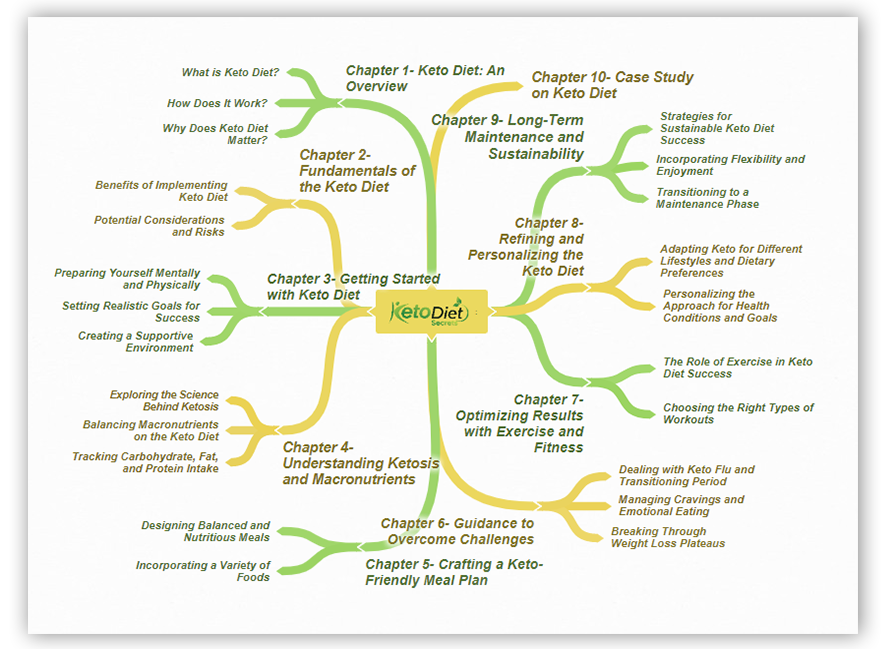 Chapter 1- Keto Diet: An
Overview
What is Keto Diet?
How Does It Work?
Why Does Keto Diet
Matter?
Chapter 2-
Fundamentals of
the Keto Diet
Benefits of Implementing
Keto Diet
Potential Considerations
and Risks
Chapter 3- Getting Started
with Keto Diet
Preparing Yourself Mentally
and Physically
Setting Realistic Goals for
Success
Creating a Supportive
Environment
Chapter 4-
Understanding Ketosis
and Macronutrients
Exploring the Science
Behind Ketosis
Balancing Macronutrients
on the Keto Diet
Tracking Carbohydrate, Fat,
and Protein Intake
Chapter 5- Crafting a Keto-
Friendly Meal Plan
Designing Balanced and
Nutritious Meals
Incorporating a Variety of
Foods
KetoDiet
Secrets
Chapter 10- Case Study
on Keto Diet
Chapter 9- Long-Term
Maintenance and
Sustainability
Strategies for
Sustainable Keto Diet
Success
Incorporating Flexibility and
Enjoyment
Transitioning to a
Maintenance Phase
Chapter 8-
Refining and
Personalizing the
Keto Diet
Adapting Keto for Different
Lifestyles and Dietary
Preferences
Personalizing the
Approach for Health
Conditions and Goals
Chapter 7-
Optimizing Results
with Exercise and
Fitness
The Role of Exercise in Keto
Diet Success
Choosing the Right Types of
Workouts
Chapter 6- Guidance to
Overcome Challenges
Dealing with Keto Flu and
Transitioning Period
Managing Cravings and
Emotional Eating
Breaking Through
Weight Loss Plateaus